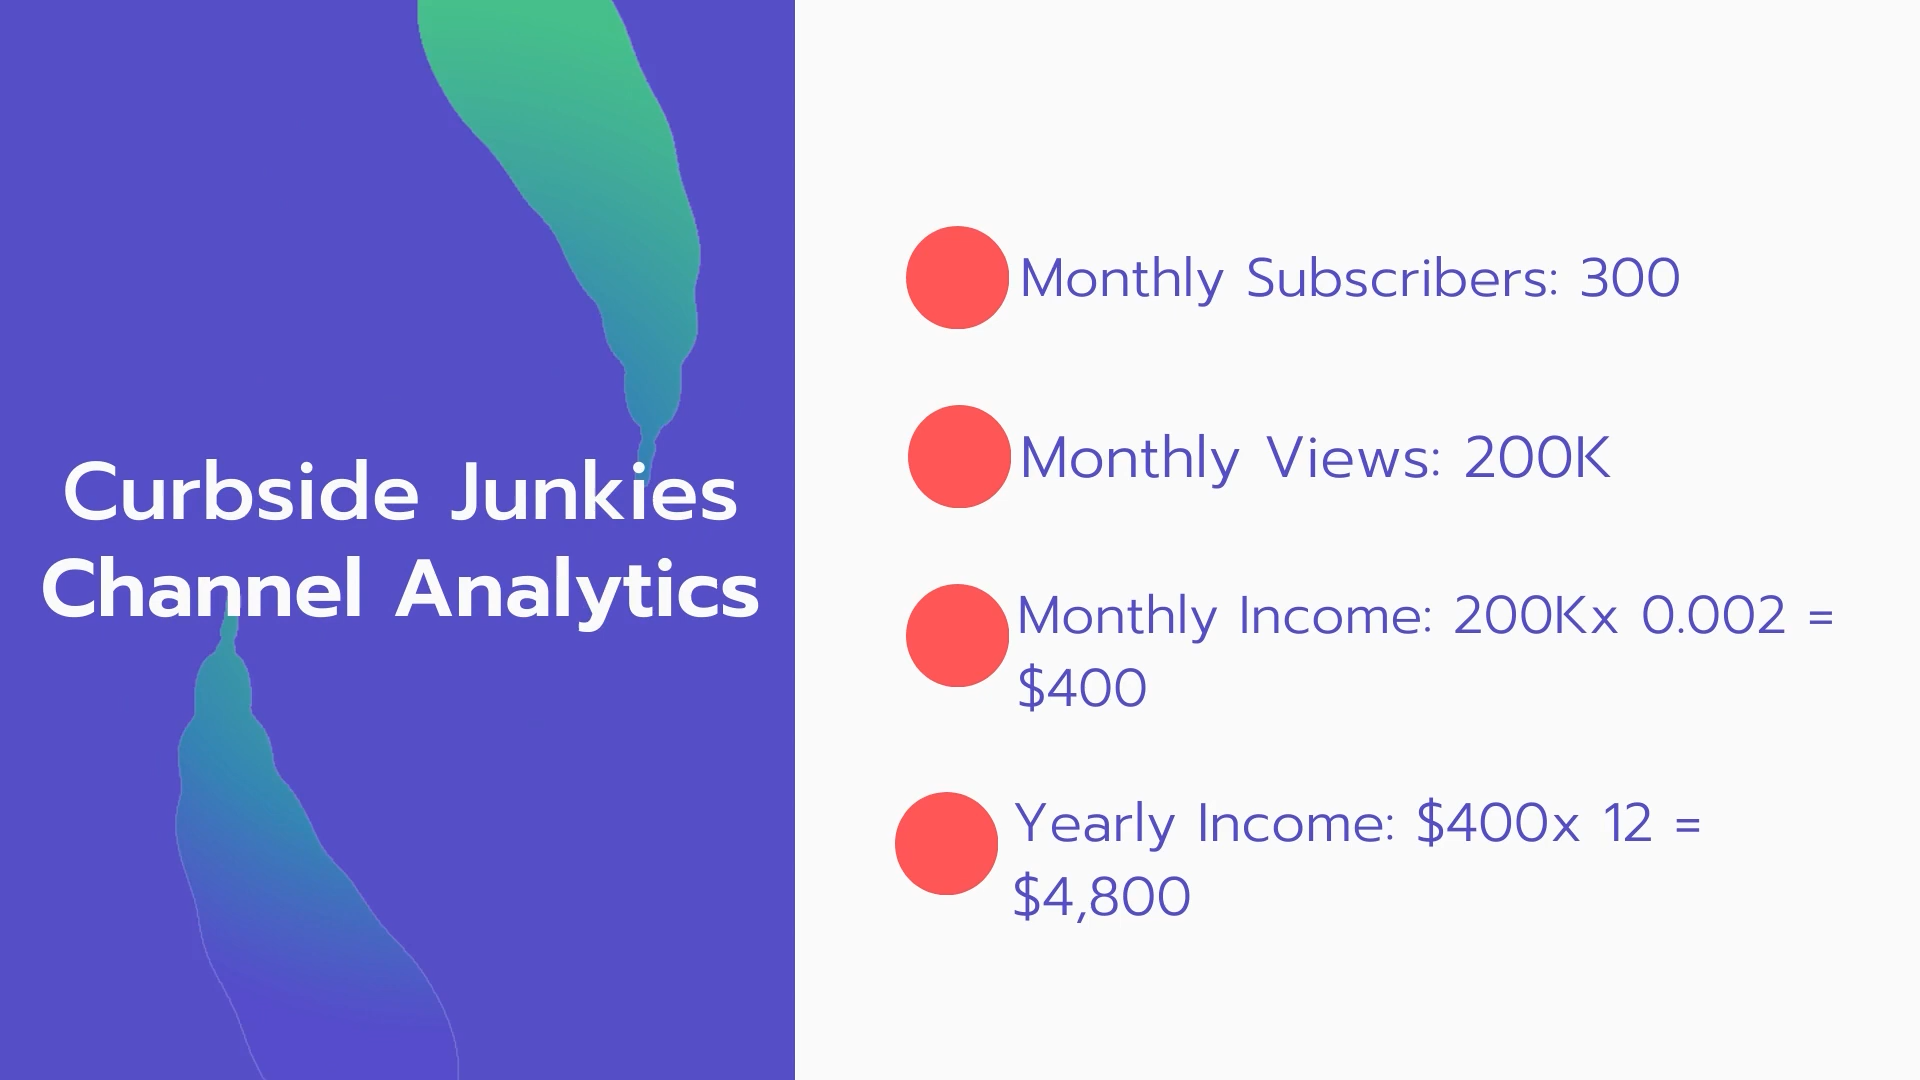 Curbside Junkies
Channel Analytics
Monthly Subscribers: 300
Monthly Views: 200K
Monthly Income: 200Kx 0.002 =
$400
Yearly Income: $400x 12 =
$4,800